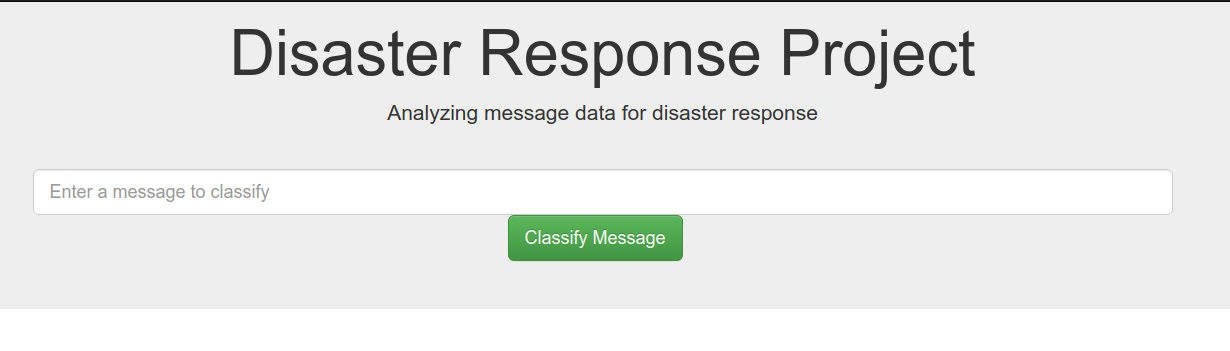 Disaster Response Project
Analyzing message data for disaster response
Enter a message to classify
Classify Message